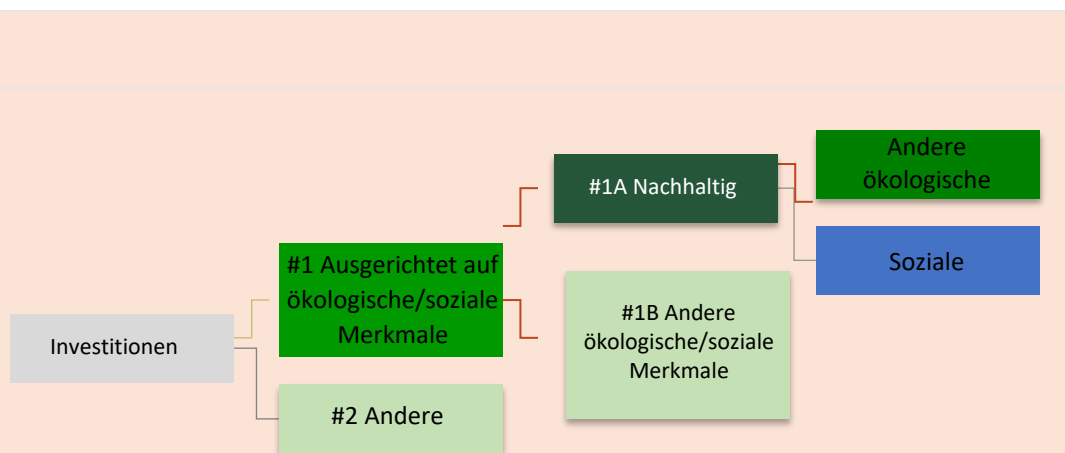 Investitionen
#1 Ausgerichtet auf
ökologische/soziale
Merkmale
#2 Andere
#1A Nachhaltig
#1B Andere
ökologische/soziale
Merkmale
Andere
ökologische
Soziale